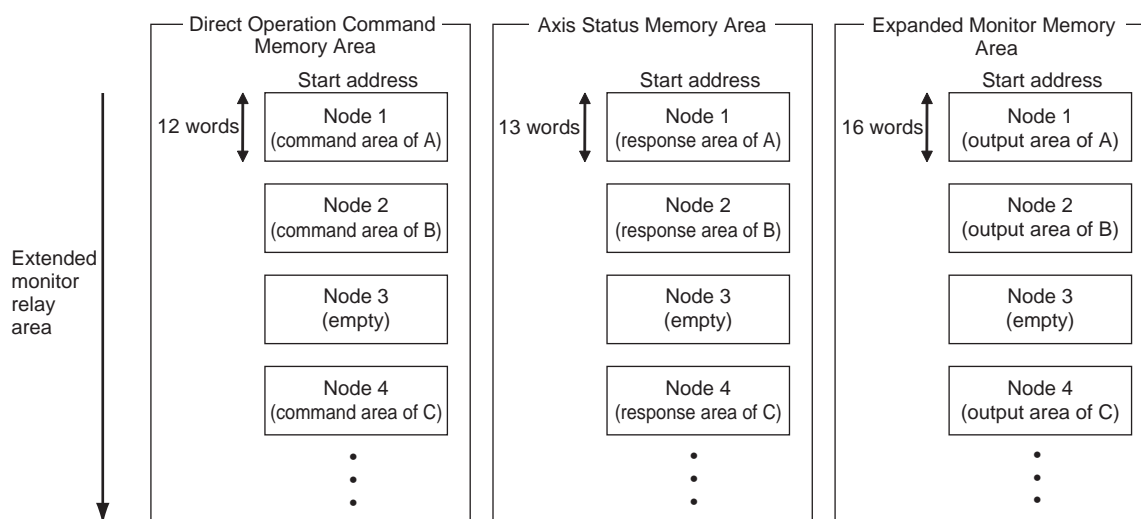 Direct Operation Command
Memory Area
Start address
12 words
Node 1
(command area of A)
Node 2
(command area of B)
Node 3
(empty)
Node 4
(command area of C)
Axis Status Memory Area
Start address
13 words
Node 1
(response area of A)
Node 2
(response area of B)
Node 3
(empty)
Node 4
(response area of C)
Expanded Monitor Memory
Area
Start address
16 words
Node 1
(output area of A)
Node 2
(output area of B)
Node 3
(empty)
Node 4
(output area of C)
Extended
monitor
relay
area